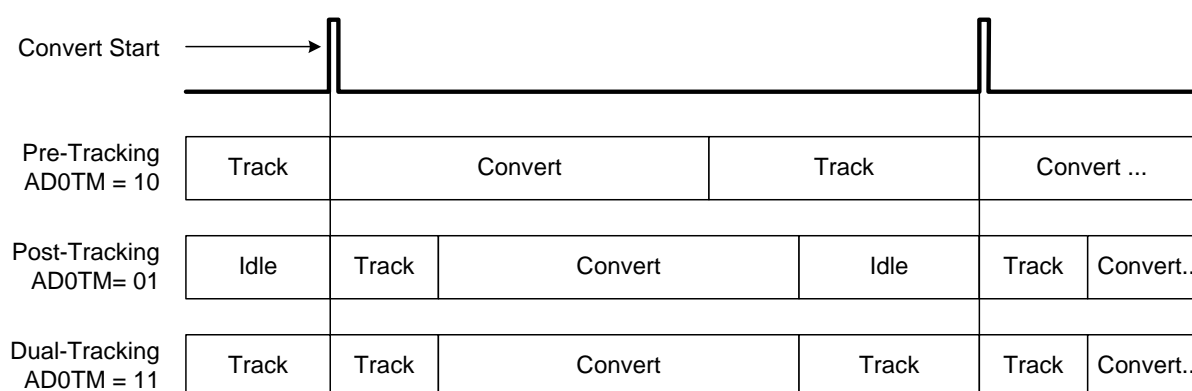 Convert Start
Pre-Tracking
AD0TM = 10
Track
Convert
Track
Convert ...
Post-Tracking
AD0TM= 01
Idle
Track
Convert
Idle
Track
Convert..
Dual-Tracking
AD0TM = 11
Track
Track
Convert
Track
Track
Convert..